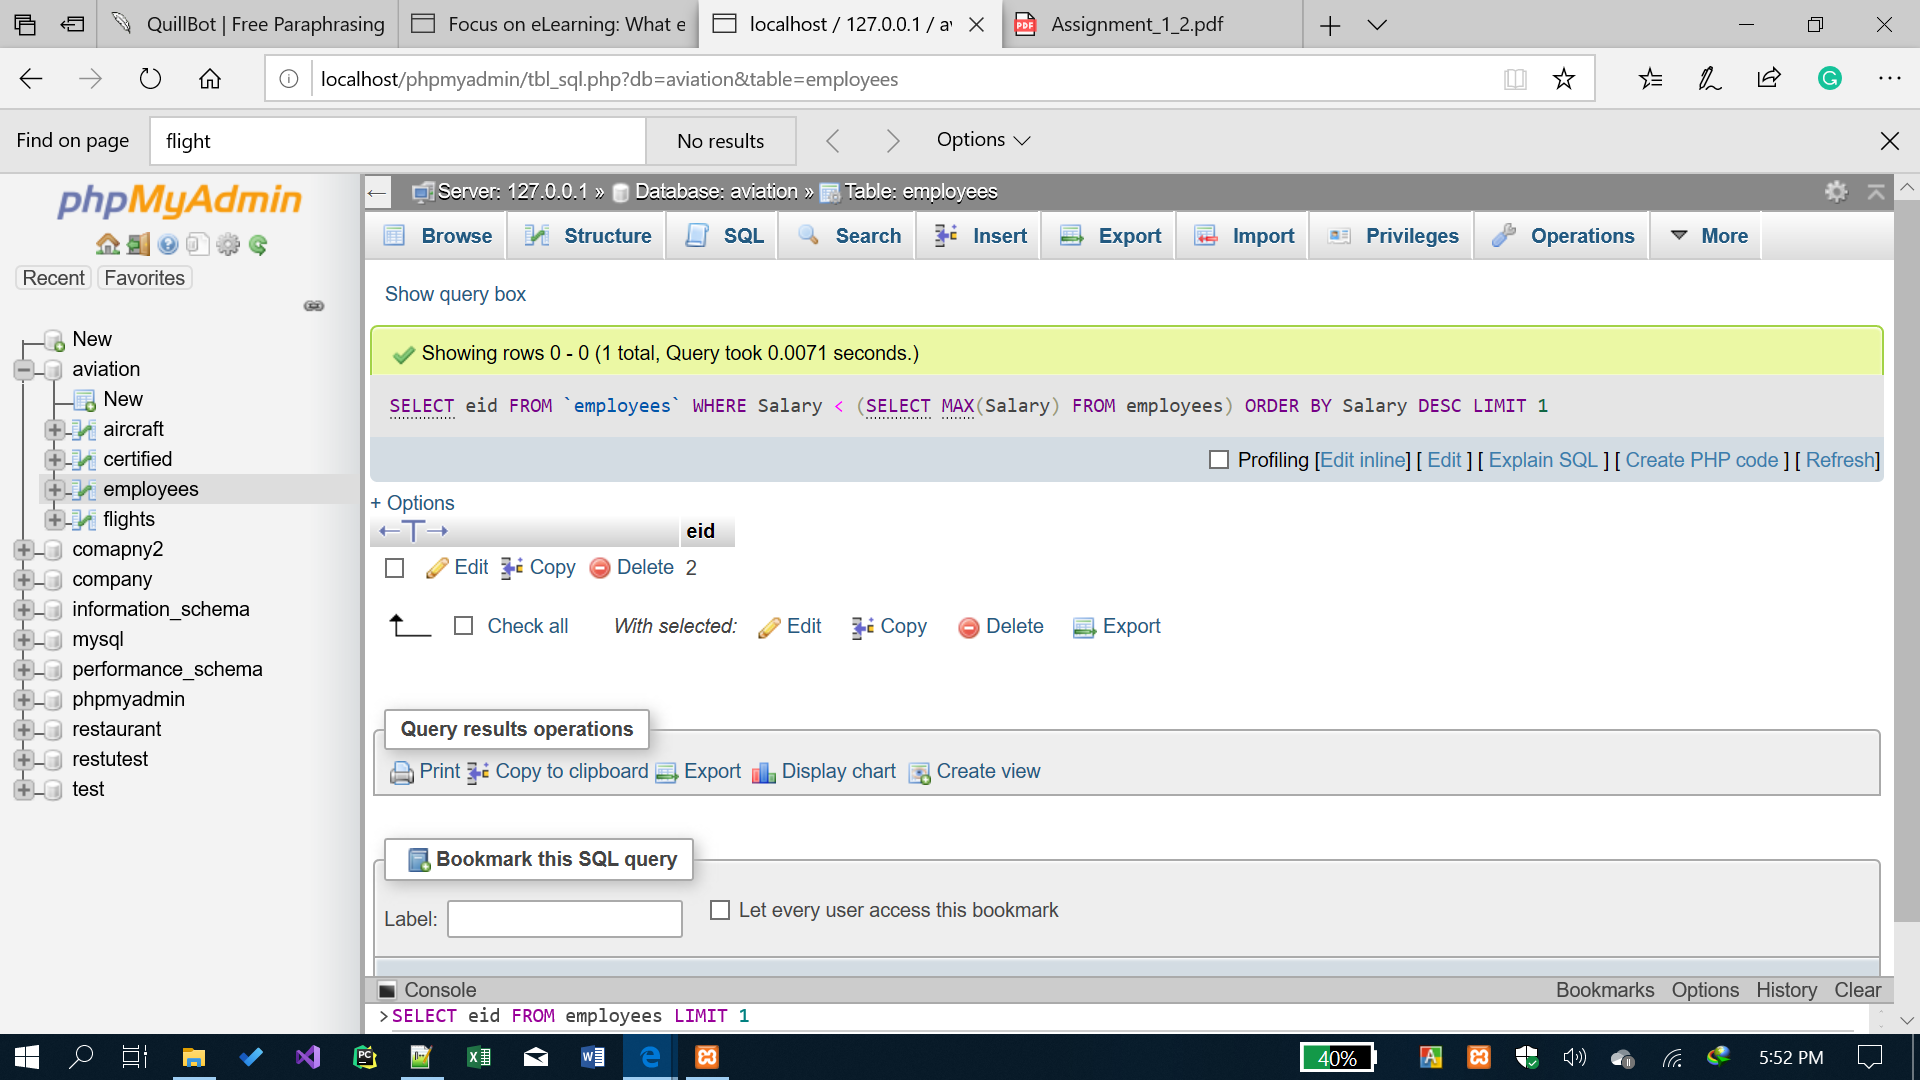 QuillBot | Free Paraphrasing
Focus on eLearning: What e
localhost / 127.0.0.1 / a
Assignment_1_2.pdf
localhost/phpmyadmin/tbl_sql.php?db=aviation&table=employees
Find on page
flight
No results
Options
phpMyAdmin
Recent
Favorites
New
aviation
New
aircraft
certified
employees
flights
comapny2
company
information_schema
mysql
performance_schema
phpmyadmin
restaurant
restutest
test
Server: 127.0.0.1 » Database: aviation » Table: employees
Browse
Structure
SQL
Search
Insert
Export
Import
Privileges
Operations
More
Show query box
Showing rows 0 - 0 (1 total, Query took 0.0071 seconds.)
SELECT eid FROM `employees` WHERE Salary < (SELECT MAX(Salary) FROM employees) ORDER BY Salary DESC LIMIT 1
Profiling [Edit inline] [ Edit ] [ Explain SQL ] [ Create PHP code ] [ Refresh]
+ Options
←T→
eid
Edit Copy Delete 2
Check all With selected: Edit Copy Delete Export
Query results operations
Print Copy to clipboard Export Display chart Create view
Bookmark this SQL query
Label:
Let every user access this bookmark
Console
Bookmarks Options History Clear
>SELECT eid FROM employees LIMIT 1
40%
5:52 PM